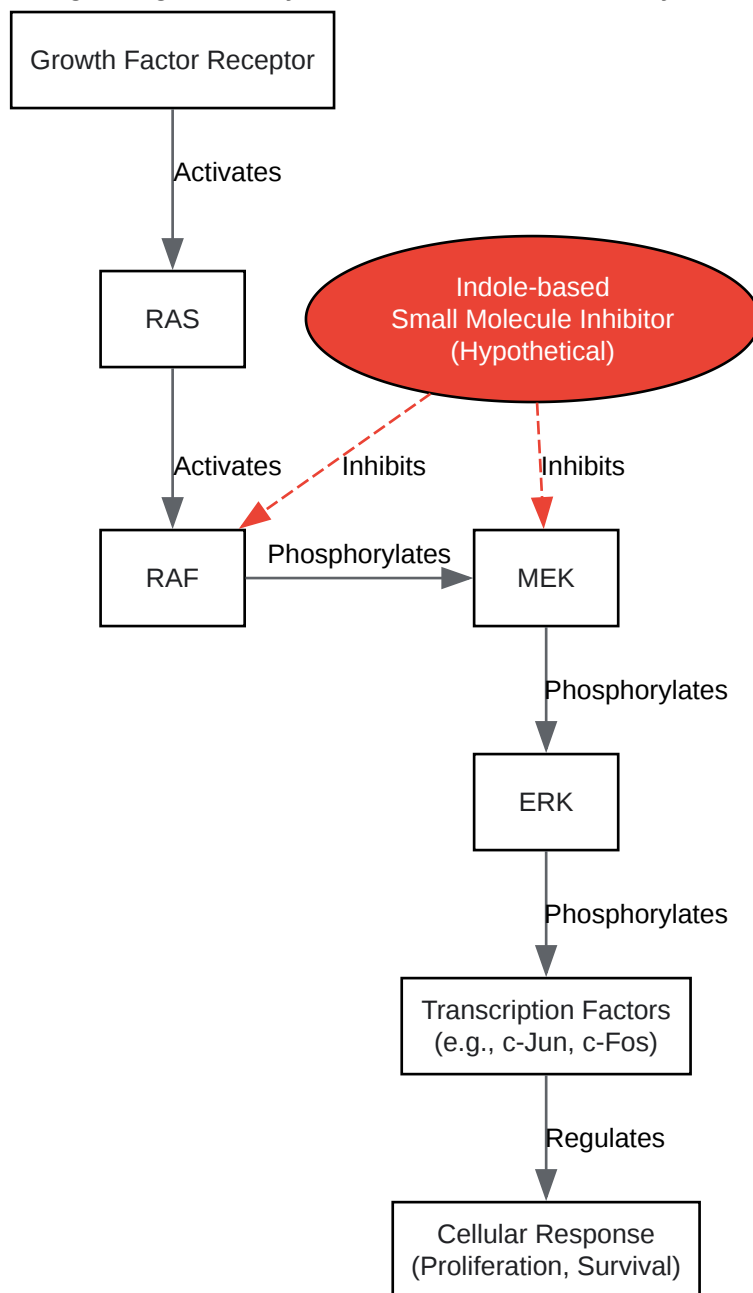 Growth Factor Receptor
Activates
RAS
Indole-based
Small Molecule Inhibitor
(Hypothetical)
Activates
Inhibits
Inhibits
RAF
Phosphorylates
MEK
Phosphorylates
ERK
Phosphorylates
Transcription Factors
(e.g., c-Jun, c-Fos)
Regulates
Cellular Response
(Proliferation, Survival)